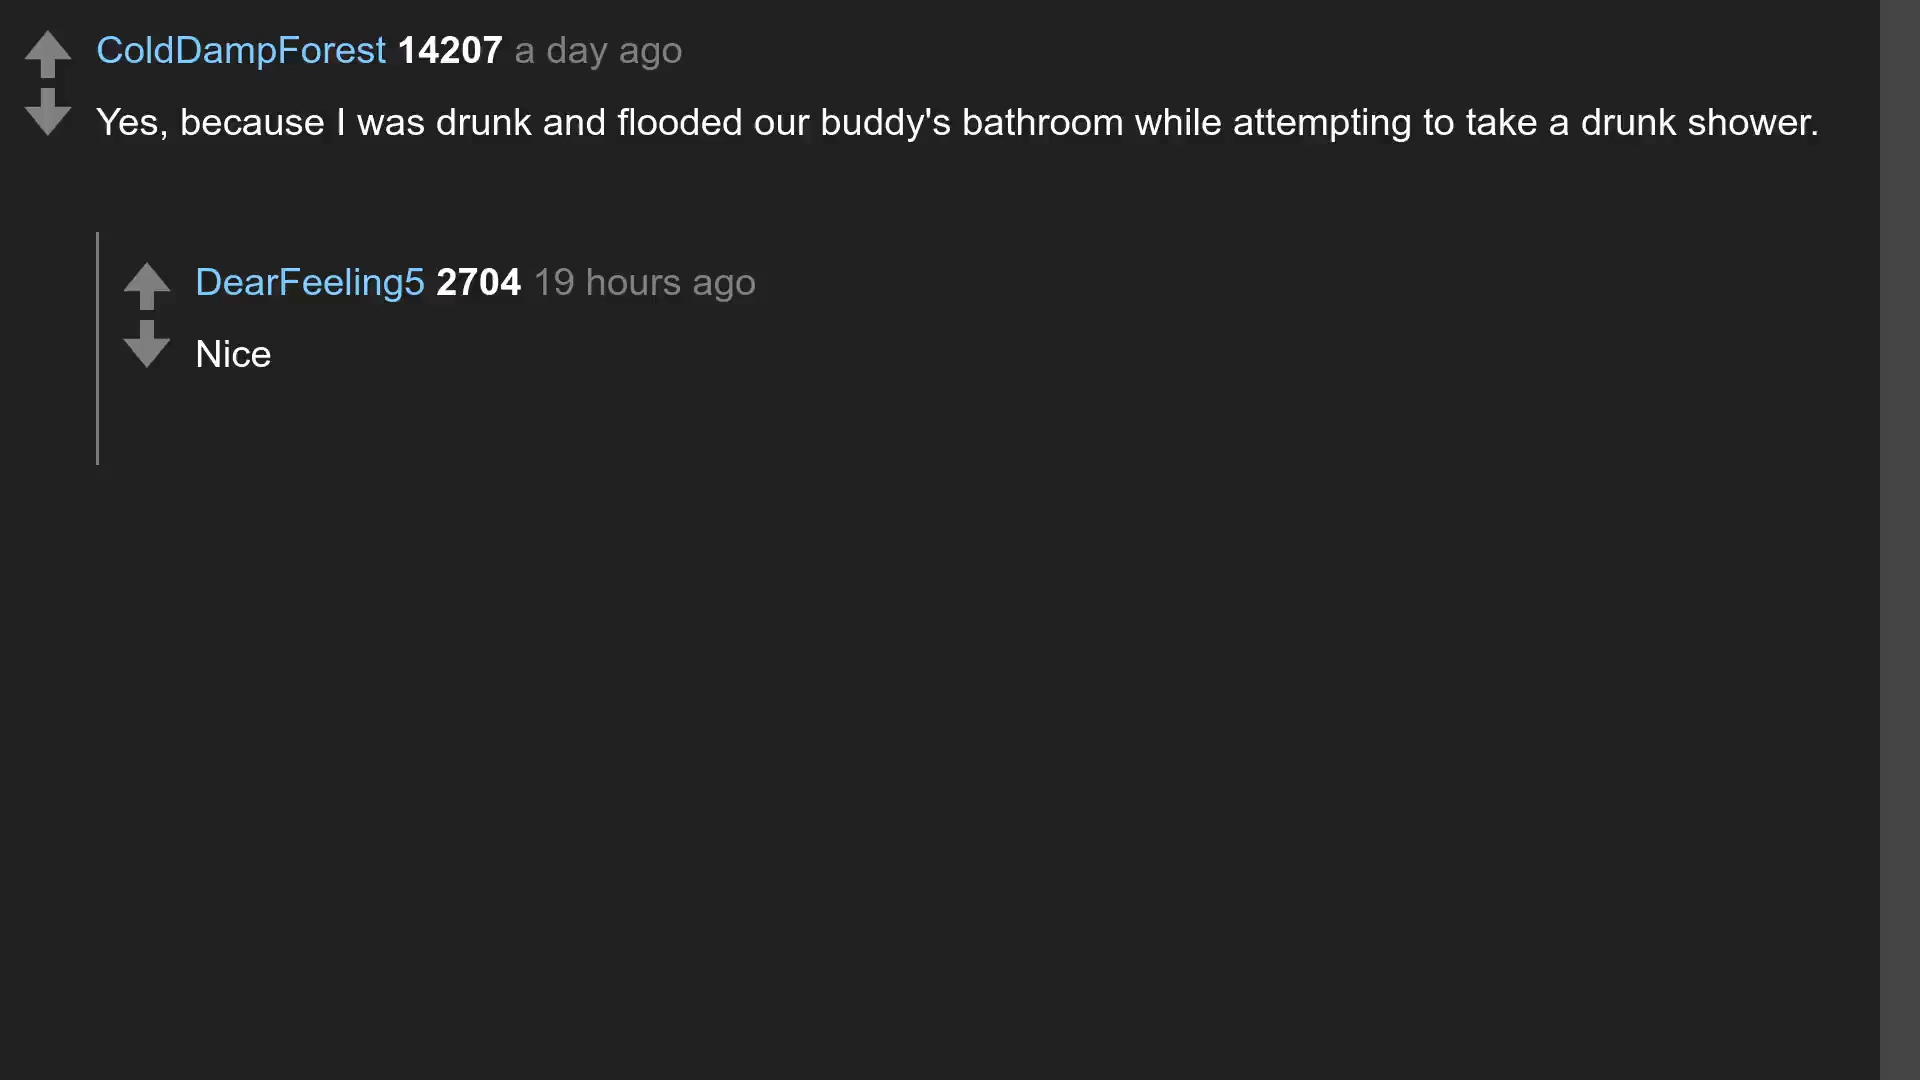 ColdDampForest 14207 a day ago
Yes, because I was drunk and flooded our buddy's bathroom while attempting to take a drunk shower.
DearFeeling5 2704 19 hours ago
Nice